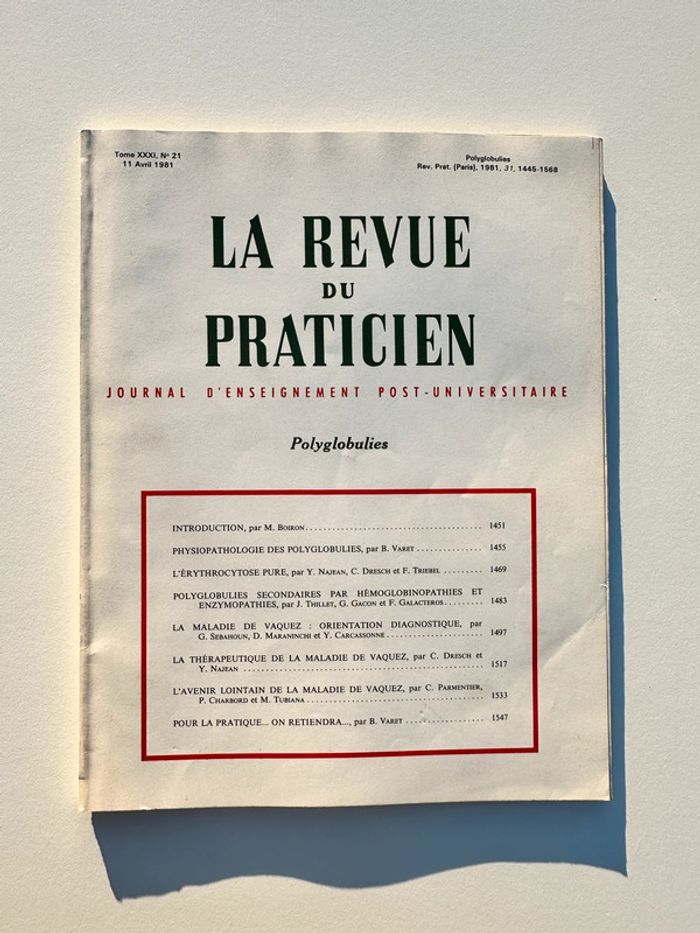 Tome XXXI, Nº 21
11 Avril 1981
Polyglobulies
Rev. Prat. (Paris), 1981, 31, 1445-1568
LA REVUE
DU
PRATICIEN
JOURNAL D'ENSEIGNEMENT POST-UNIVERSITAIRE
Polyglobulies
INTRODUCTION, par M. BOIRON........................................ 1451
PHYSIOPATHOLOGIE DES POLYGLOBULIES, par B. VARET ............... 1455
L'ÉRYTHROCYTOSE PURE, par Y. NAJEAN, C. DRESCH et F. TRIEBEL ......... 1469
POLYGLOBULIES SECONDAIRES PAR HÉMOGLOBINOPATHIES ET
ENZYMOPATHIES, par J. THILLET, G. GACON et F. GALACTEROS......... 1483
LA MALADIE DE VAQUEZ : ORIENTATION DIAGNOSTIQUE, par
G. SEBAHOUN, D. MARANINCHI et Y. CARCASSONNE..................... 1497
LA THÉRAPEUTIQUE DE LA MALADIE DE VAQUEZ, par C. DRESCH et
Y. NAJEAN ........................................................ 1517
L'AVENIR LOINTAIN DE LA MALADIE DE VAQUEZ, par C. PARMENTIER,
P. CHARBORD et M. TUBIANA........................................ 1533
POUR LA PRATIQUE... ON RETIENDRA..., par B. VARET .................. 1547